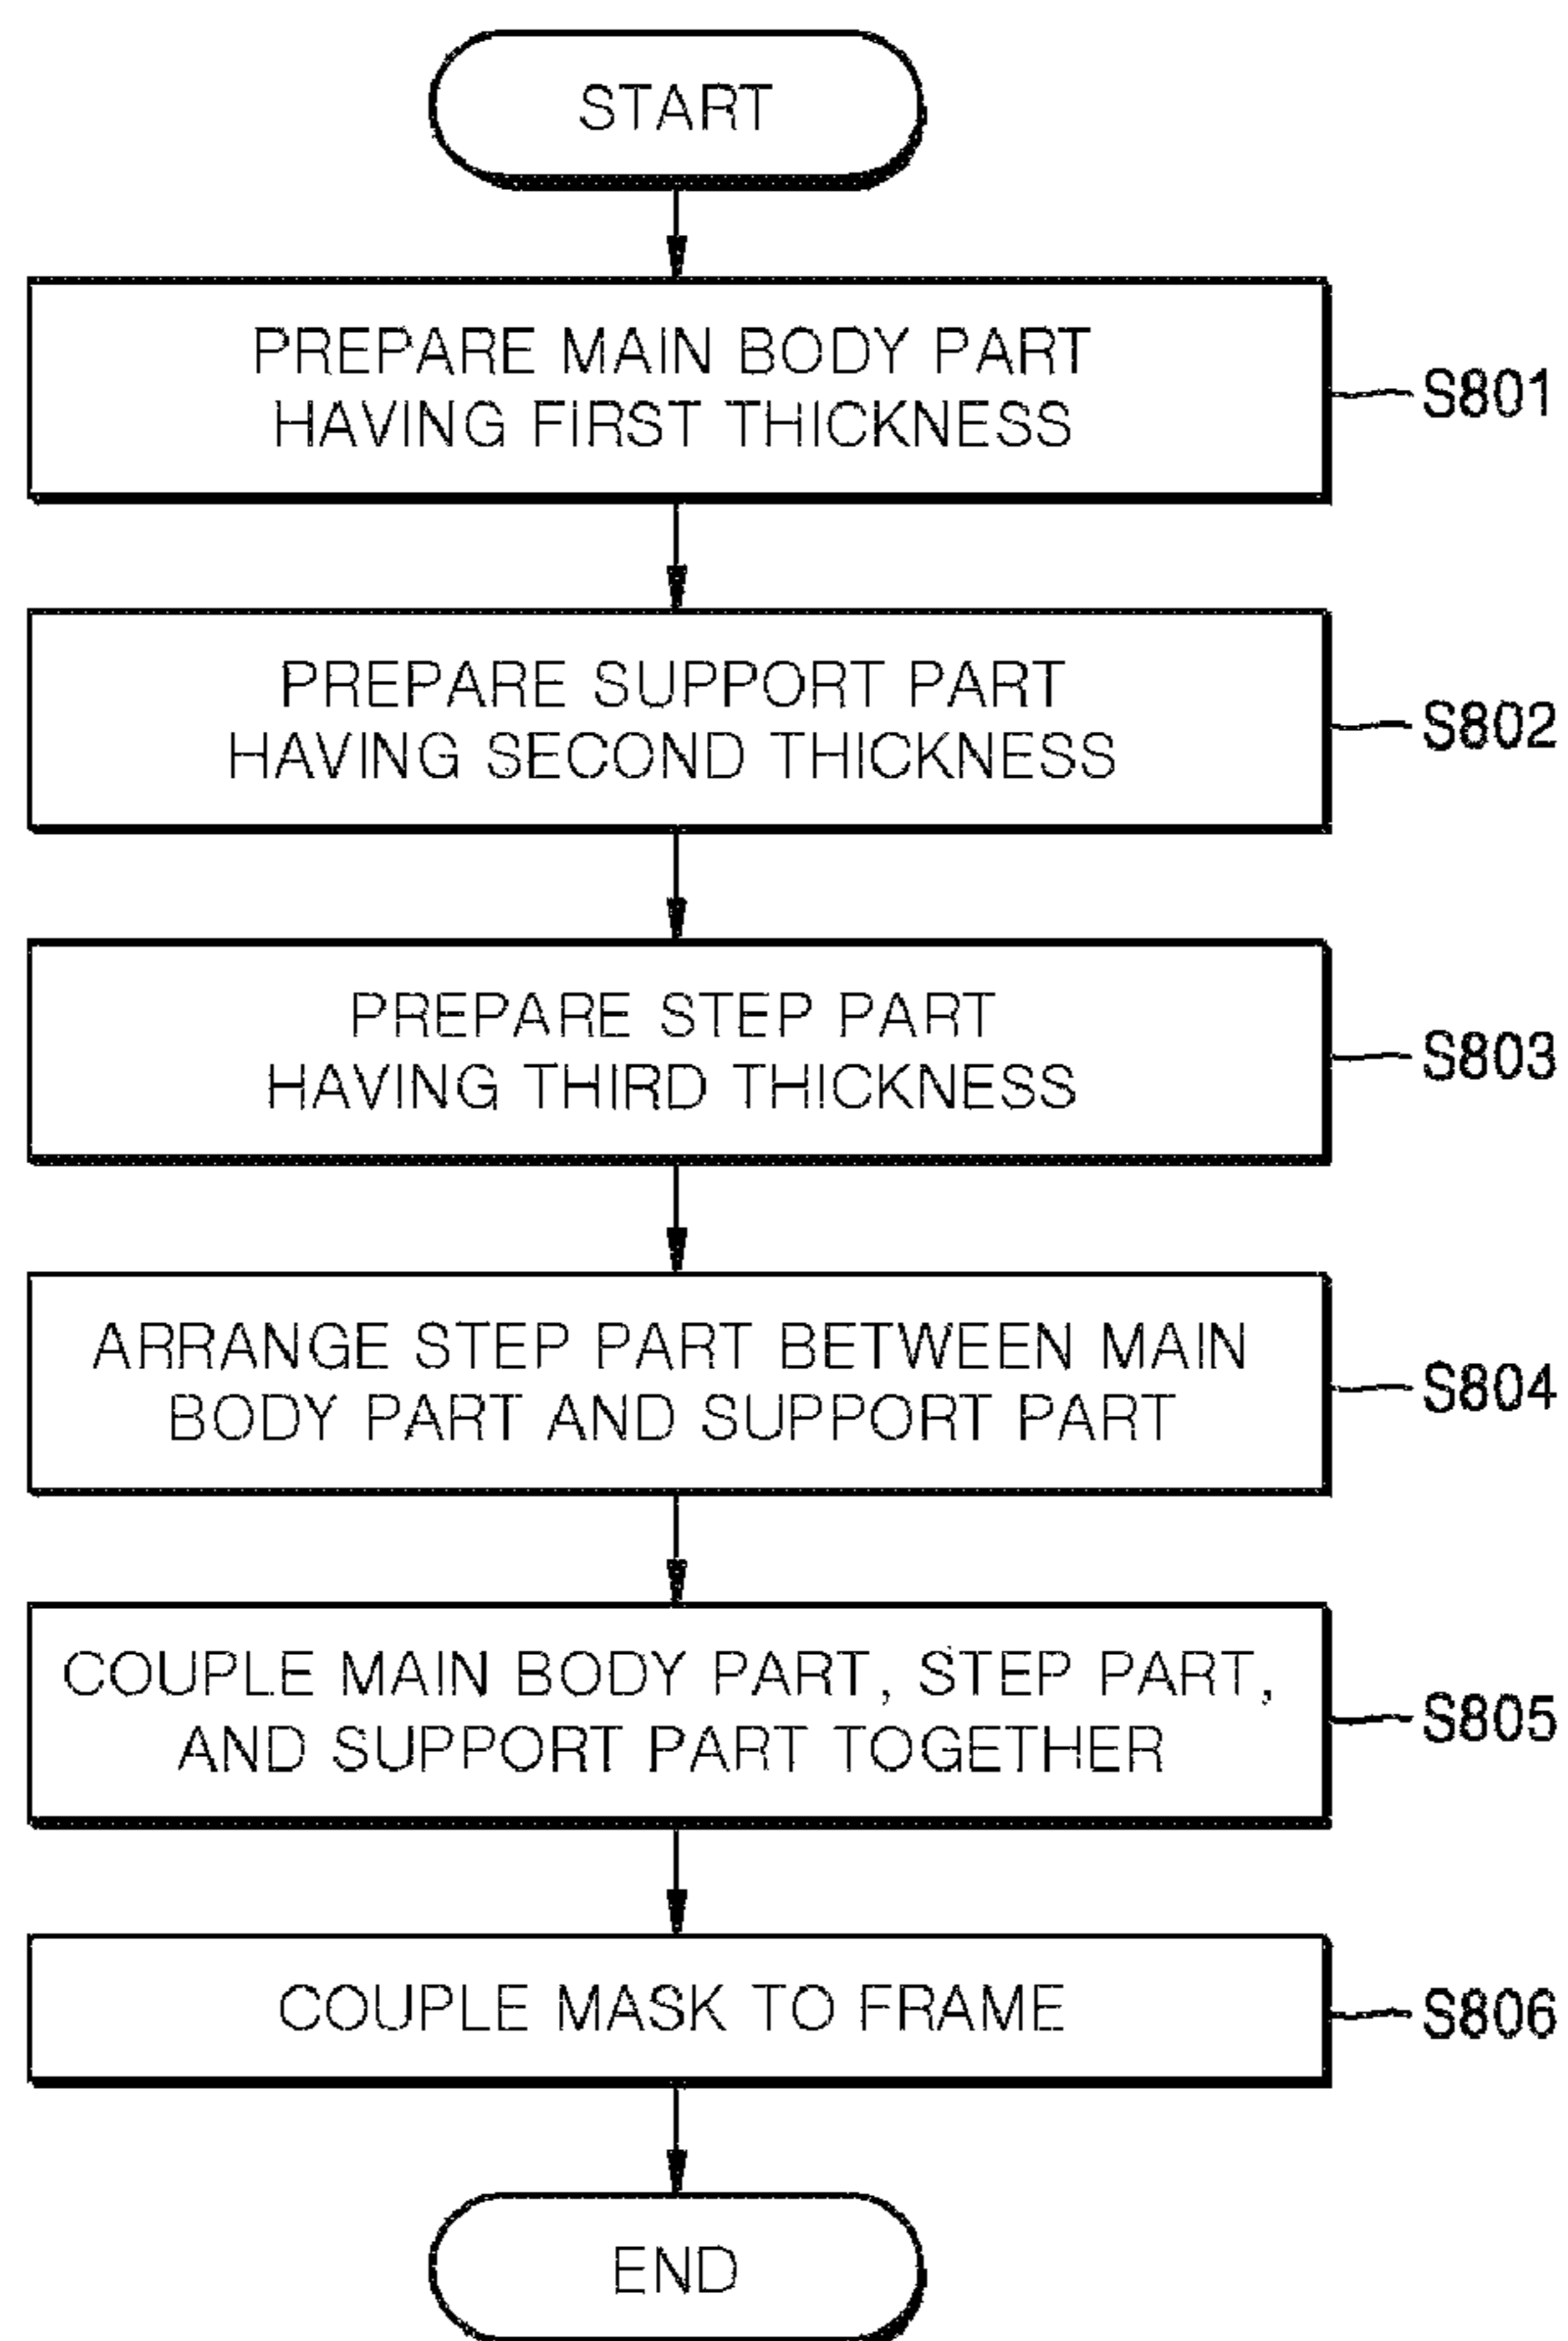 START
PREPARE MAIN BODY PART
HAVING FIRST THICKNESS
S801
PREPARE SUPPORT PART
HAVING SECOND THICKNESS
S802
PREPARE STEP PART
HAVING THIRD THICKNESS
S803
ARRANGE STEP PART BETWEEN MAIN
BODY PART AND SUPPORT PART
S804
COUPLE MAIN BODY PART, STEP PART,
AND SUPPORT PART TOGETHER
S805
COUPLE MASK TO FRAME
S806
END